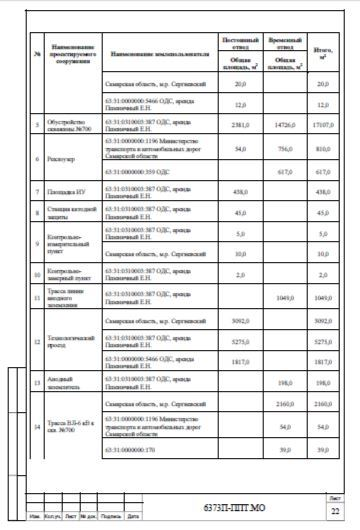 № Наименование проектируемого сооружения Наименование землепользователя Постоянный отвод Временный отвод Итого, м²
Общая площадь, м² Общая площадь, м²
Самарская область, м.р. Сергиевский 20,0 20,0
63:31:0000000:5466 ОДС, аренда Пшеничный Е.Н. 12,0 12,0
5 Обустройство скважины №700 63:31:0310003:387 ОДС, аренда Пшеничный Е.Н. 2381,0 14726,0 17107,0
6 Реклоузер 63:31:0000000:1196 Министерство транспорта и автомобильных дорог Самарской области 54,0 756,0 810,0
63:31:0000000:359 ОДС 617,0 617,0
7 Площадка ИУ 63:31:0310003:387 ОДС, аренда Пшеничный Е.Н. 438,0 438,0
8 Станция катодной защиты 63:31:0310003:387 ОДС, аренда Пшеничный Е.Н. 45,0 45,0
9 Контрольно-измерительный пункт 63:31:0310003:387 ОДС, аренда Пшеничный Е.Н. 5,0 5,0
Самарская область, м.р. Сергиевский 10,0 10,0
10 Контрольно-замерный пункт 63:31:0310003:387 ОДС, аренда Пшеничный Е.Н. 2,0 2,0
11 Трасса линии анодного заземления 63:31:0310003:387 ОДС, аренда Пшеничный Е.Н. 1049,0 1049,0
12 Технологический проезд Самарская область, м.р. Сергиевский 5092,0 5092,0
63:31:0310003:387 ОДС, аренда Пшеничный Е.Н. 5275,0 5275,0
63:31:0000000:5466 ОДС, аренда Пшеничный Е.Н. 1817,0 1817,0
13 Анодный заземлитель 63:31:0310003:387 ОДС, аренда Пшеничный Е.Н. 198,0 198,0
14 Трасса ВЛ-6 кВ к скв. №700 Самарская область, м.р. Сергиевский 2160,0 2160,0
63:31:0000000:1196 Министерство транспорта и автомобильных дорог Самарской области 54,0 54,0
63:31:0000000:170 39,0 39,0
Изм. Кол.уч. Лист № док. Подпись Дата
6373П-ППТ.МО
Лист
22